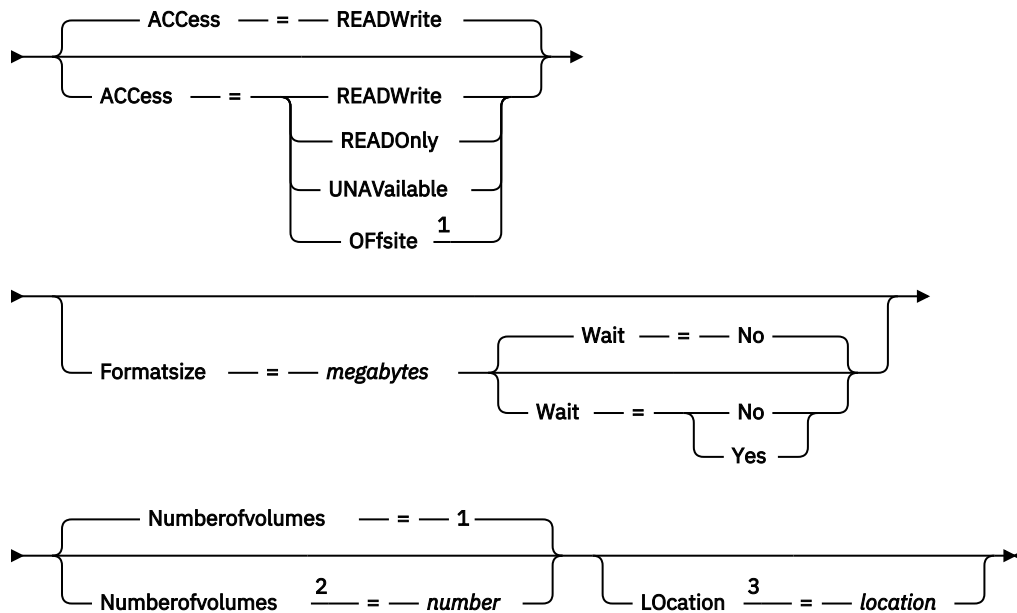 ACCess = READWrite
ACCess = READWrite
READOnly
UNAVailable
OFfsite 1
Wait = No
Formatsize = megabytes
Wait = No
Yes
Numberofvolumes = 1
Numberofvolumes 2 = number LOcation 3 = location